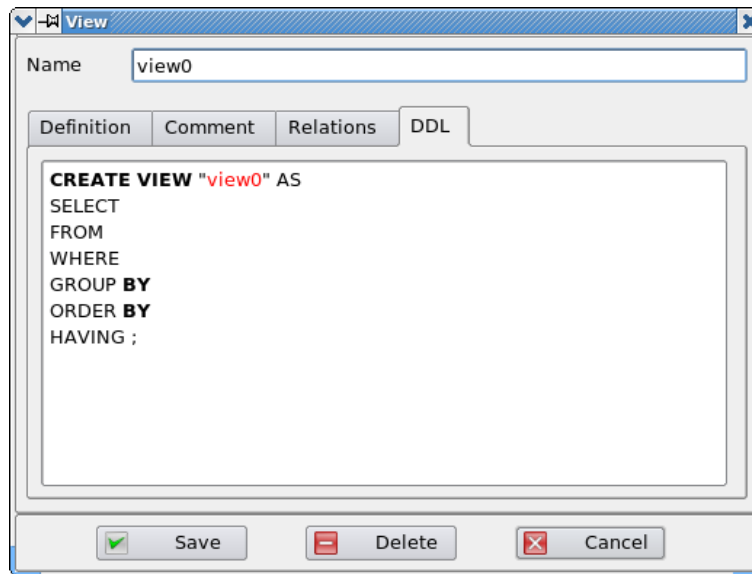 View
Name view0
Definition Comment Relations DDL
CREATE VIEW "view0" AS
SELECT
FROM
WHERE
GROUP BY
ORDER BY
HAVING ;
Save Delete Cancel